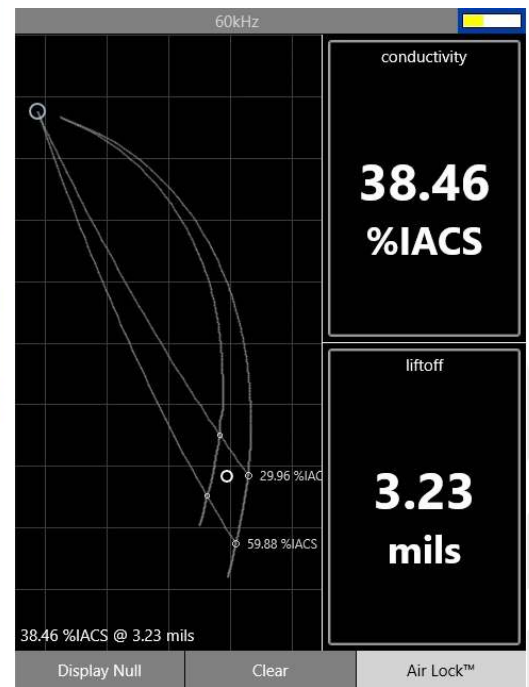 60kHz
conductivity
38.46
%IACS
liftoff
3.23
mils
29.96 %IAC
59.88 %IACS
38.46 %IACS @ 3.23 mils
Display Null
Clear
Air Lock™